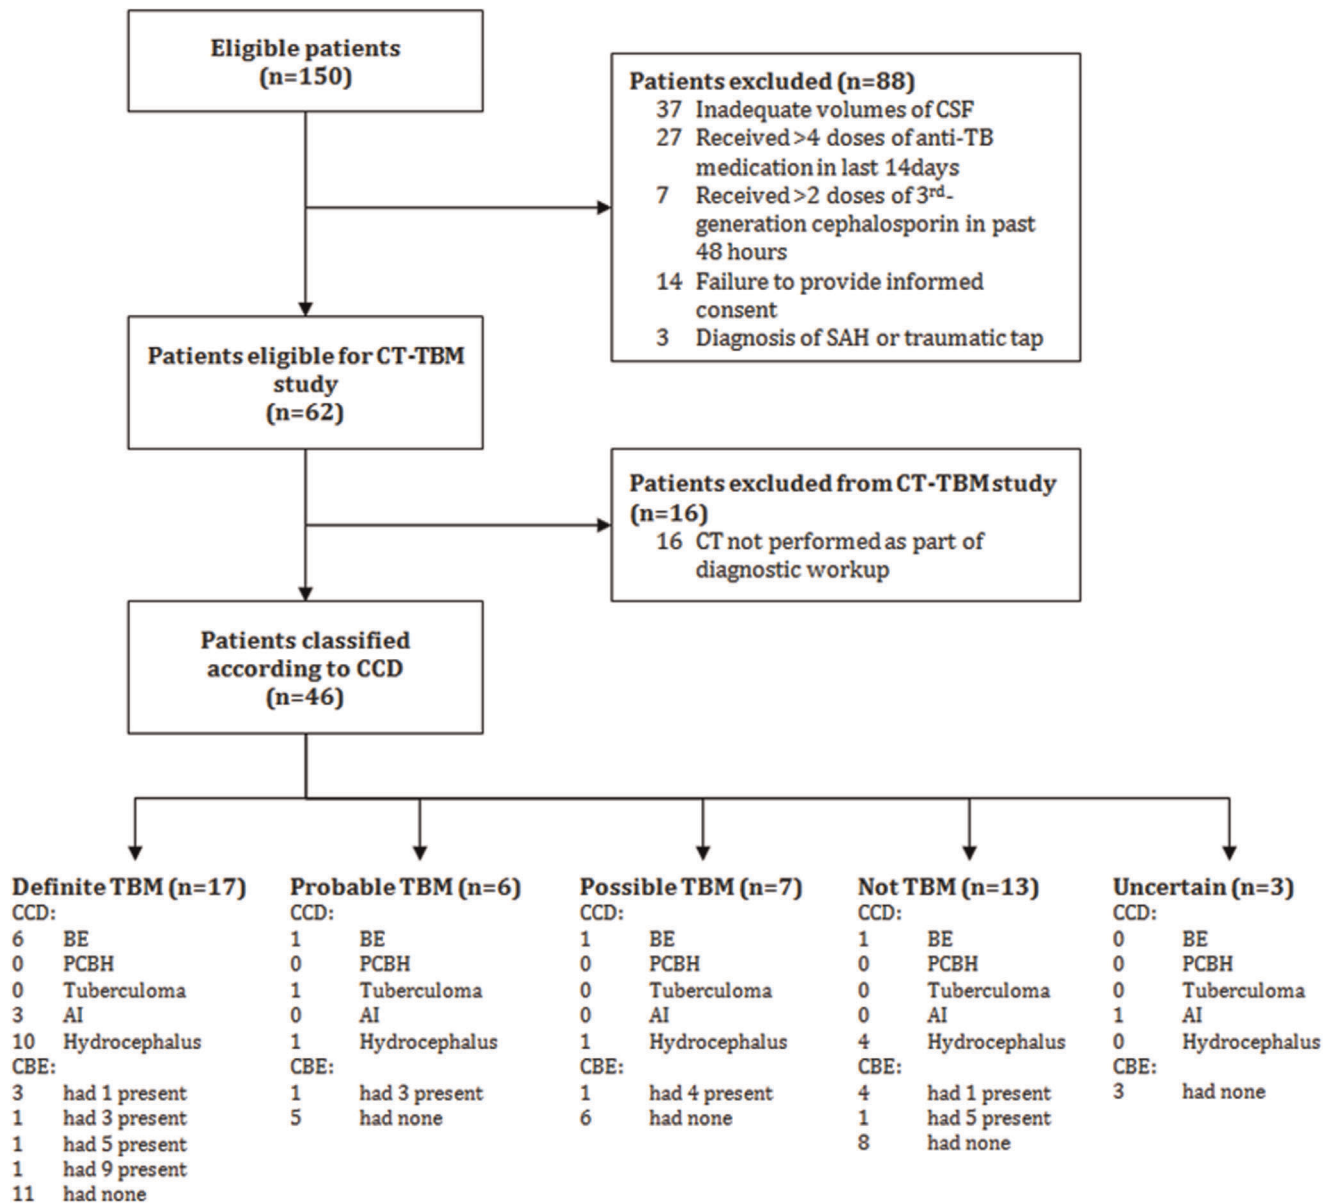 Eligible patients
(n=150)
Patients excluded (n=88)
37 Inadequate volumes of CSF
27 Received >4 doses of anti-TB
medication in last 14days
7 Received >2 doses of 3rd-
generation cephalosporin in past
48 hours
14 Failure to provide informed
consent
3 Diagnosis of SAH or traumatic tap
Patients eligible for CT-TBM
study
(n=62)
Patients excluded from CT-TBM study
(n=16)
16 CT not performed as part of
diagnostic workup
Patients classified
according to CCD
(n=46)
Definite TBM (n=17)
CCD:
6 BE
0 PCBH
0 Tuberculoma
3 AI
10 Hydrocephalus
CBE:
3 had 1 present
1 had 3 present
1 had 5 present
1 had 9 present
11 had none
Probable TBM (n=6)
CCD:
1 BE
0 PCBH
1 Tuberculoma
0 AI
1 Hydrocephalus
CBE:
1 had 3 present
5 had none
Possible TBM (n=7)
CCD:
1 BE
0 PCBH
0 Tuberculoma
0 AI
1 Hydrocephalus
CBE:
1 had 4 present
6 had none
Not TBM (n=13)
CCD:
1 BE
0 PCBH
0 Tuberculoma
0 AI
4 Hydrocephalus
CBE:
4 had 1 present
1 had 5 present
8 had none
Uncertain (n=3)
CCD:
0 BE
0 PCBH
0 Tuberculoma
1 AI
0 Hydrocephalus
CBE:
3 had none